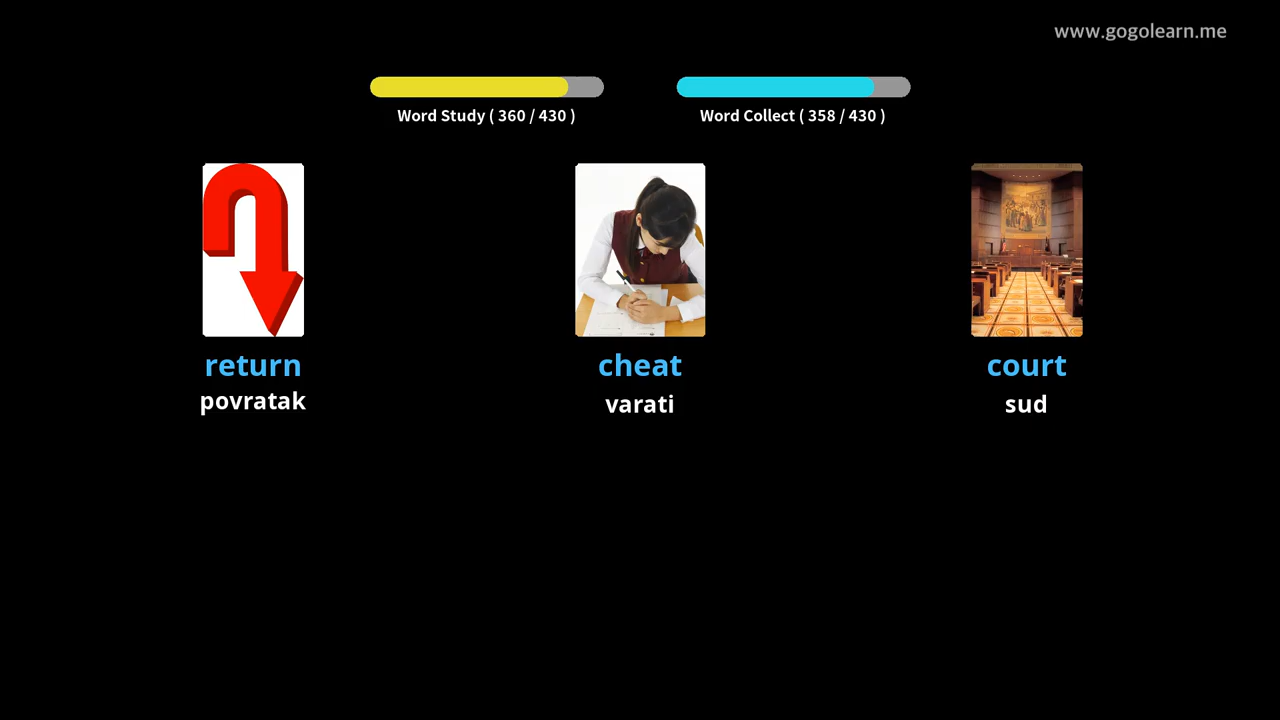 www.gogolearn.me
Word Study ( 360 / 430 )
Word Collect ( 358 / 430 )
return
povratak
cheat
varati
court
sud